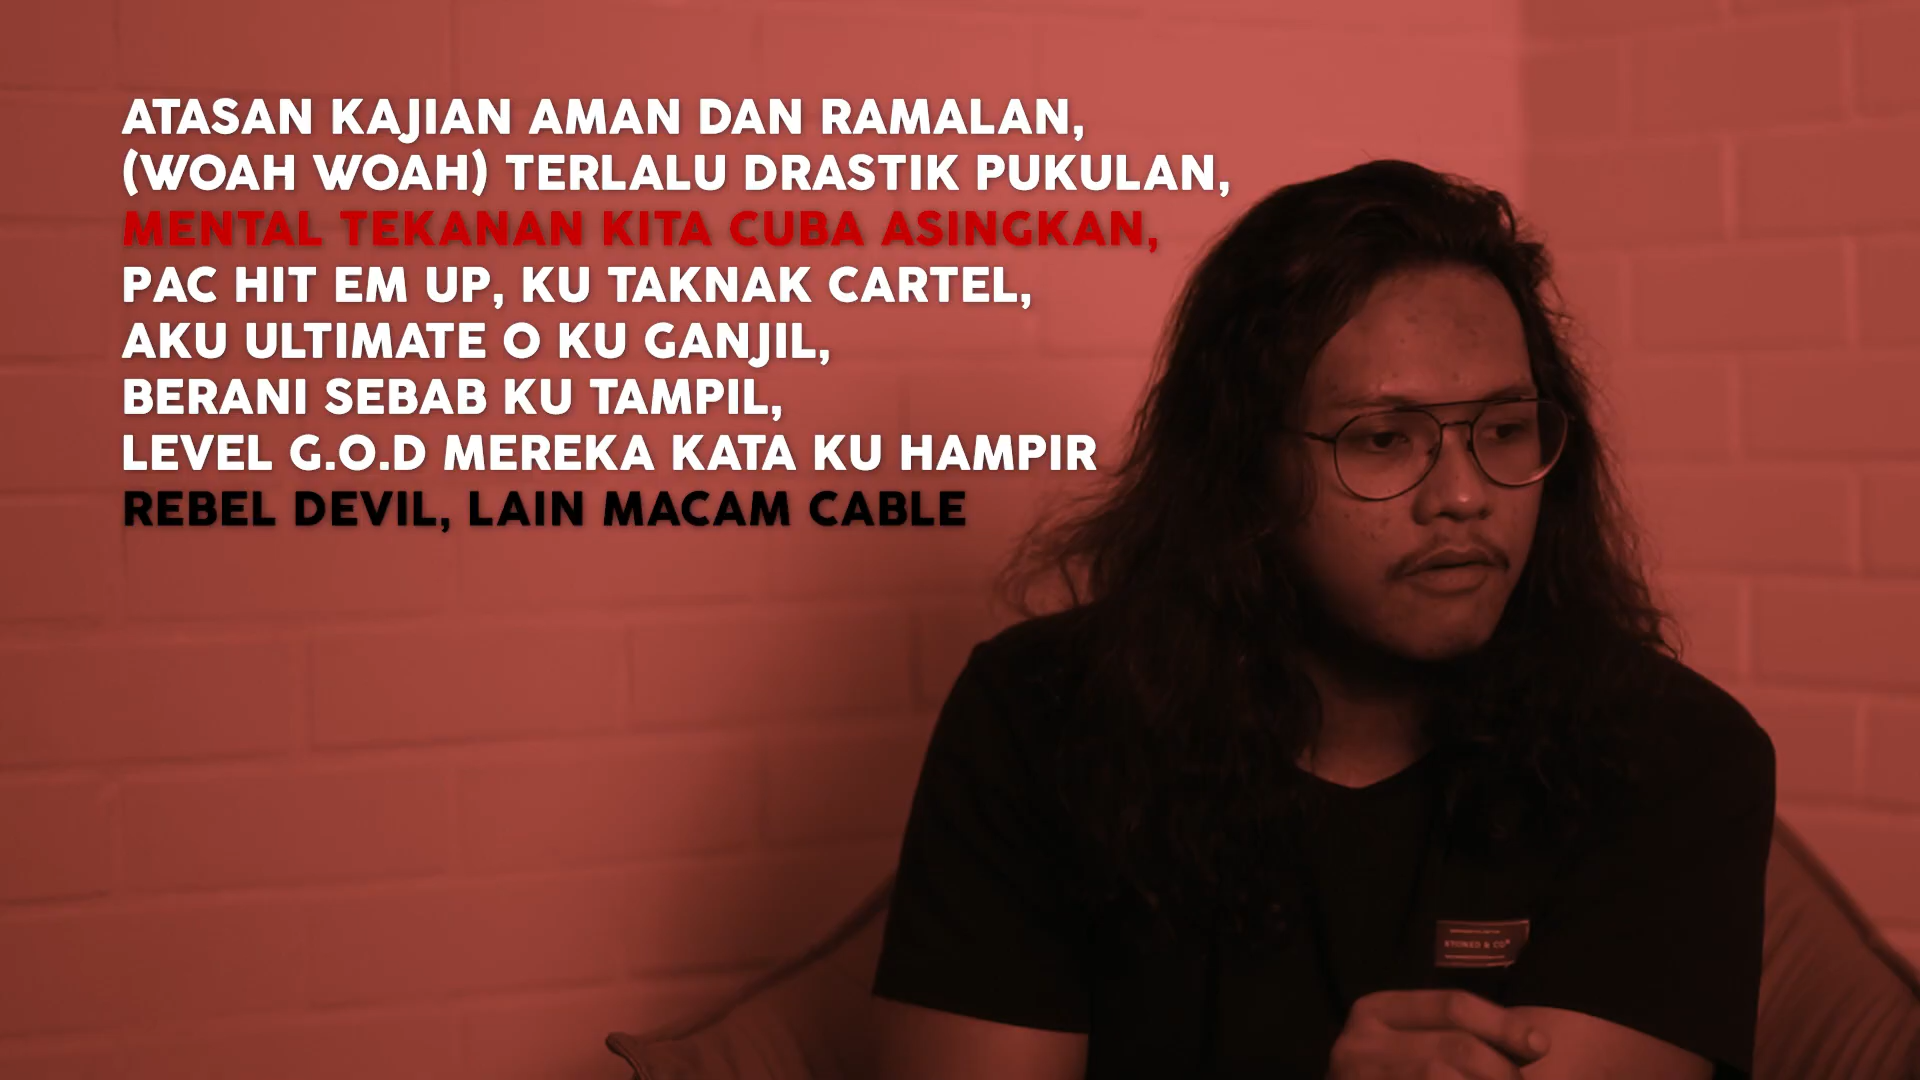 ATASAN KAJIAN AMAN DAN RAMALAN,
(WOAH WOAH) TERLALU DRASTIK PUKULAN,
MENTAL TEKANAN KITA CUBA ASINGKAN,
PAC HIT EM UP, KU TAKNAK CARTEL,
AKU ULTIMATE O KU GANJIL,
BERANI SEBAB KU TAMPIL,
LEVEL G.O.D MEREKA KATA KU HAMPIR
REBEL DEVIL, LAIN MACAM CABLE
STONED & CO